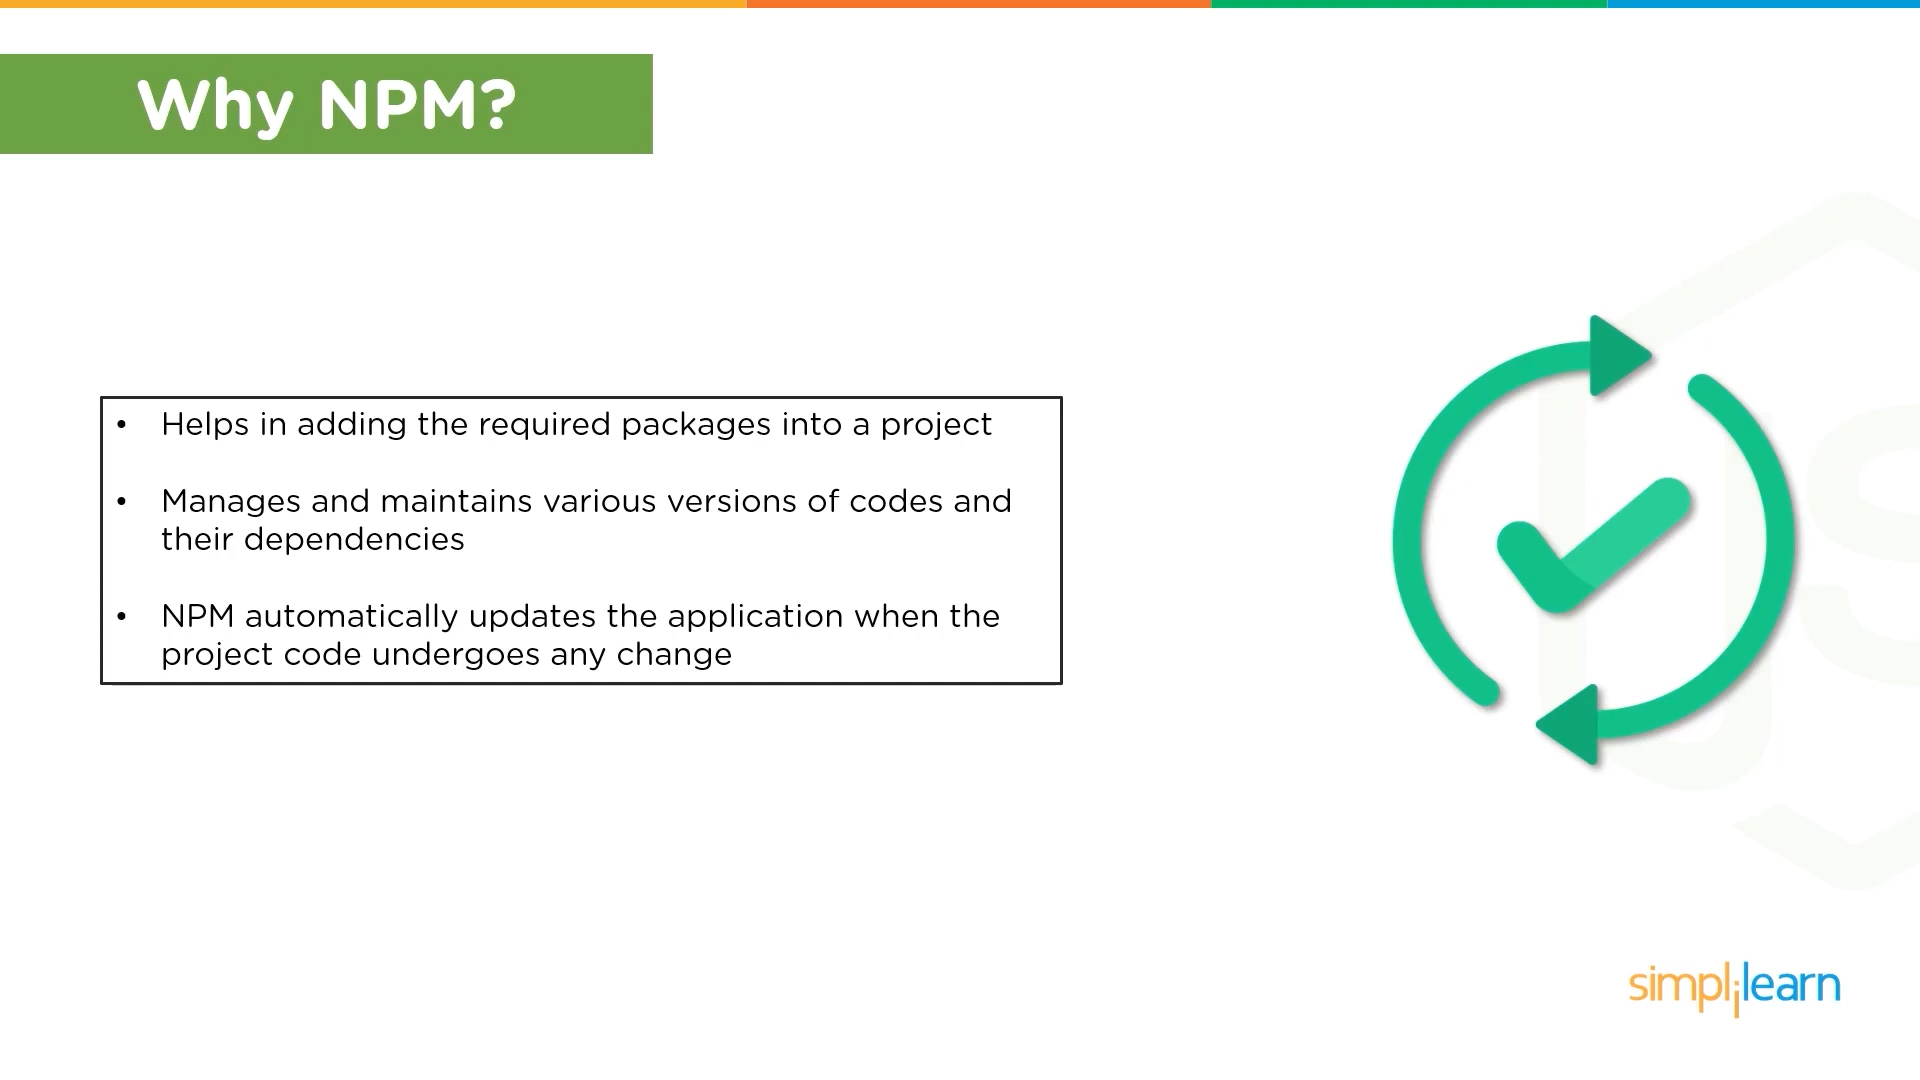 Why NPM?
• Helps in adding the required packages into a project
• Manages and maintains various versions of codes and
their dependencies
• NPM automatically updates the application when the
project code undergoes any change
JS
simplilearn